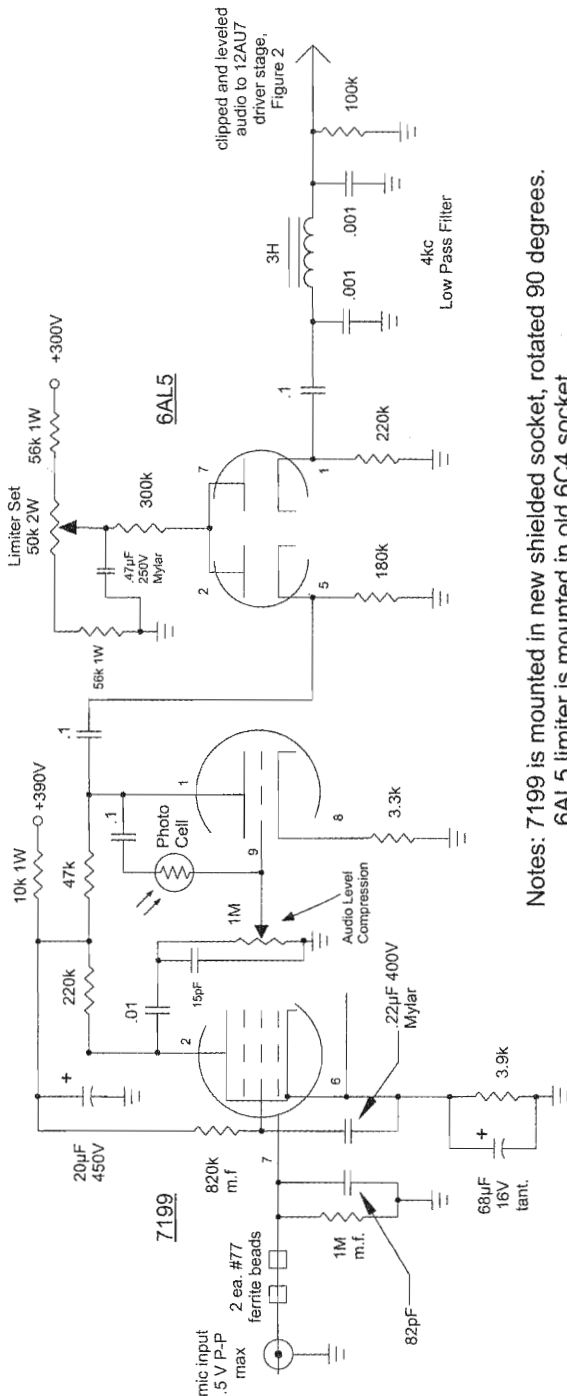 mic input
.5 V P-P
max
2 ea. #77
ferrite beads
1M
m.f.
82pF
7199
20µF
450V
+
820k
m.f
7
2
6
220k
.01
15pF
1M
Audio Level
Compression
.22µF 400V
Mylar
3.9k
68µF
16V
tant.
+
10k 1W
+390V
47k
.1
Photo
Cell
9
1
8
3.3k
.1
Limiter Set
50k 2W
56k 1W
+300V
56k 1W
.47µF
250V
Mylar
300k
6AL5
2
7
5
1
180k
220k
.1
3H
.001
.001
4kc
Low Pass Filter
100k
clipped and leveled
audio to 12AU7
driver stage,
Figure 2
Notes: 7199 is mounted in new shielded socket, rotated 90 degrees.
6AL5 limiter is mounted in old 6C4 socket